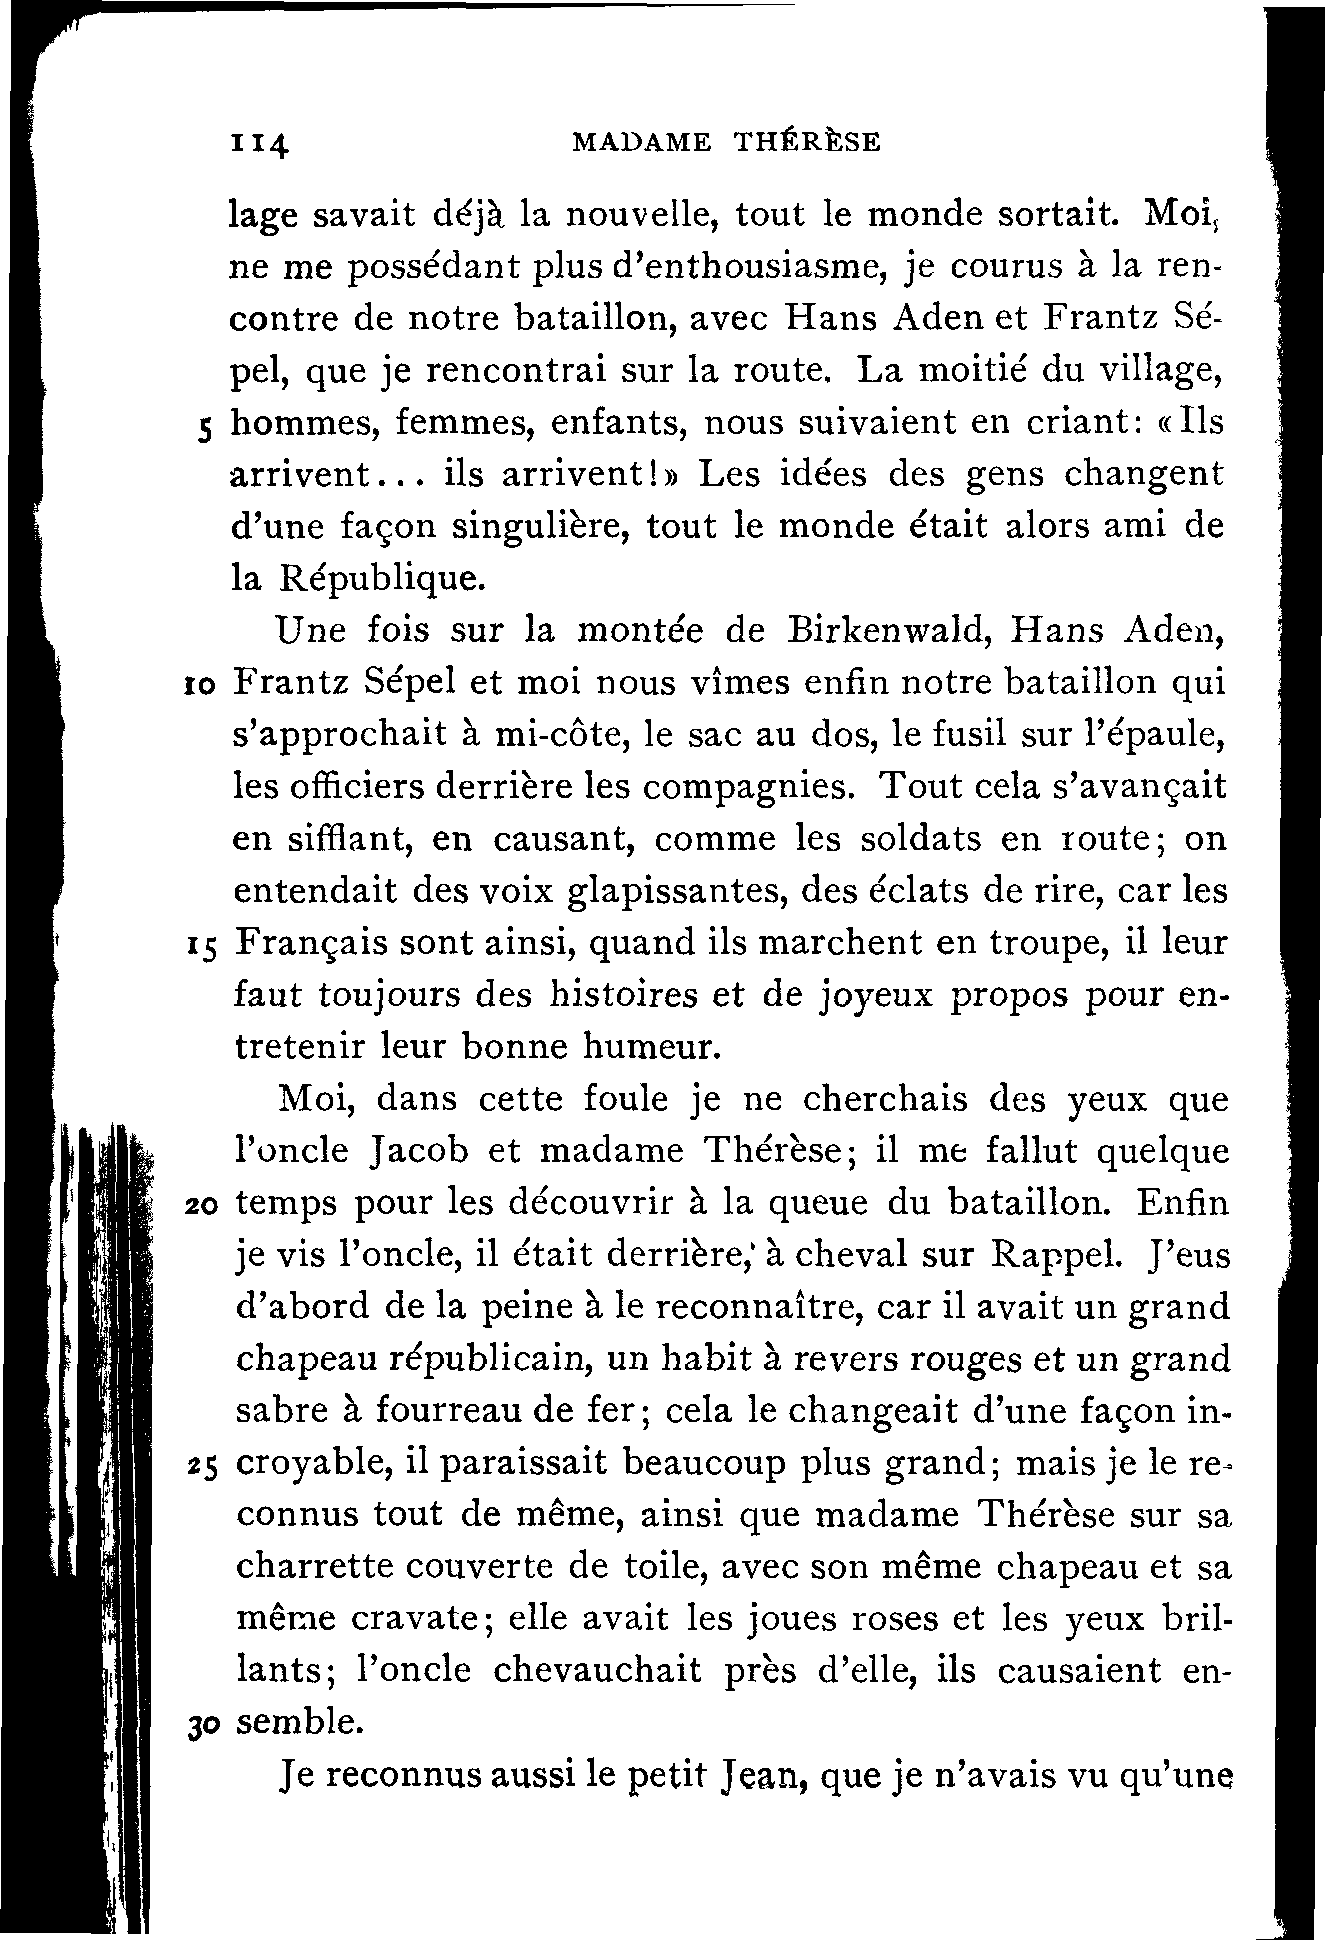 114 MADAME THÉRÈSE
lage savait déjà la nouvelle, tout le monde sortait. Moi,
ne me possédant plus d'enthousiasme, je courus à la ren-
contre de notre bataillon, avec Hans Aden et Frantz Sé-
pel, que je rencontrai sur la route. La moitié du village,
5 hommes, femmes, enfants, nous suivaient en criant: «Ils
arrivent... ils arrivent!» Les idées des gens changent
d'une façon singulière, tout le monde était alors ami de
la République.
Une fois sur la montée de Birkenwald, Hans Aden,
10 Frantz Sépel et moi nous vîmes enfin notre bataillon qui
s'approchait à mi-côte, le sac au dos, le fusil sur l'épaule,
les officiers derrière les compagnies. Tout cela s'avançait
en sifflant, en causant, comme les soldats en route; on
entendait des voix glapissantes, des éclats de rire, car les
15 Français sont ainsi, quand ils marchent en troupe, il leur
faut toujours des histoires et de joyeux propos pour en-
tretenir leur bonne humeur.
Moi, dans cette foule je ne cherchais des yeux que
l'oncle Jacob et madame Thérèse; il me fallut quelque
20 temps pour les découvrir à la queue du bataillon. Enfin
je vis l'oncle, il était derrière, à cheval sur Rappel. J'eus
d'abord de la peine à le reconnaître, car il avait un grand
chapeau républicain, un habit à revers rouges et un grand
sabre à fourreau de fer; cela le changeait d'une façon in-
25 croyable, il paraissait beaucoup plus grand; mais je le re-
connus tout de même, ainsi que madame Thérèse sur sa
charrette couverte de toile, avec son même chapeau et sa
même cravate; elle avait les joues roses et les yeux bril-
lants; l'oncle chevauchait près d'elle, ils causaient en-
30 semble.
Je reconnus aussi le petit Jean, que je n'avais vu qu'une